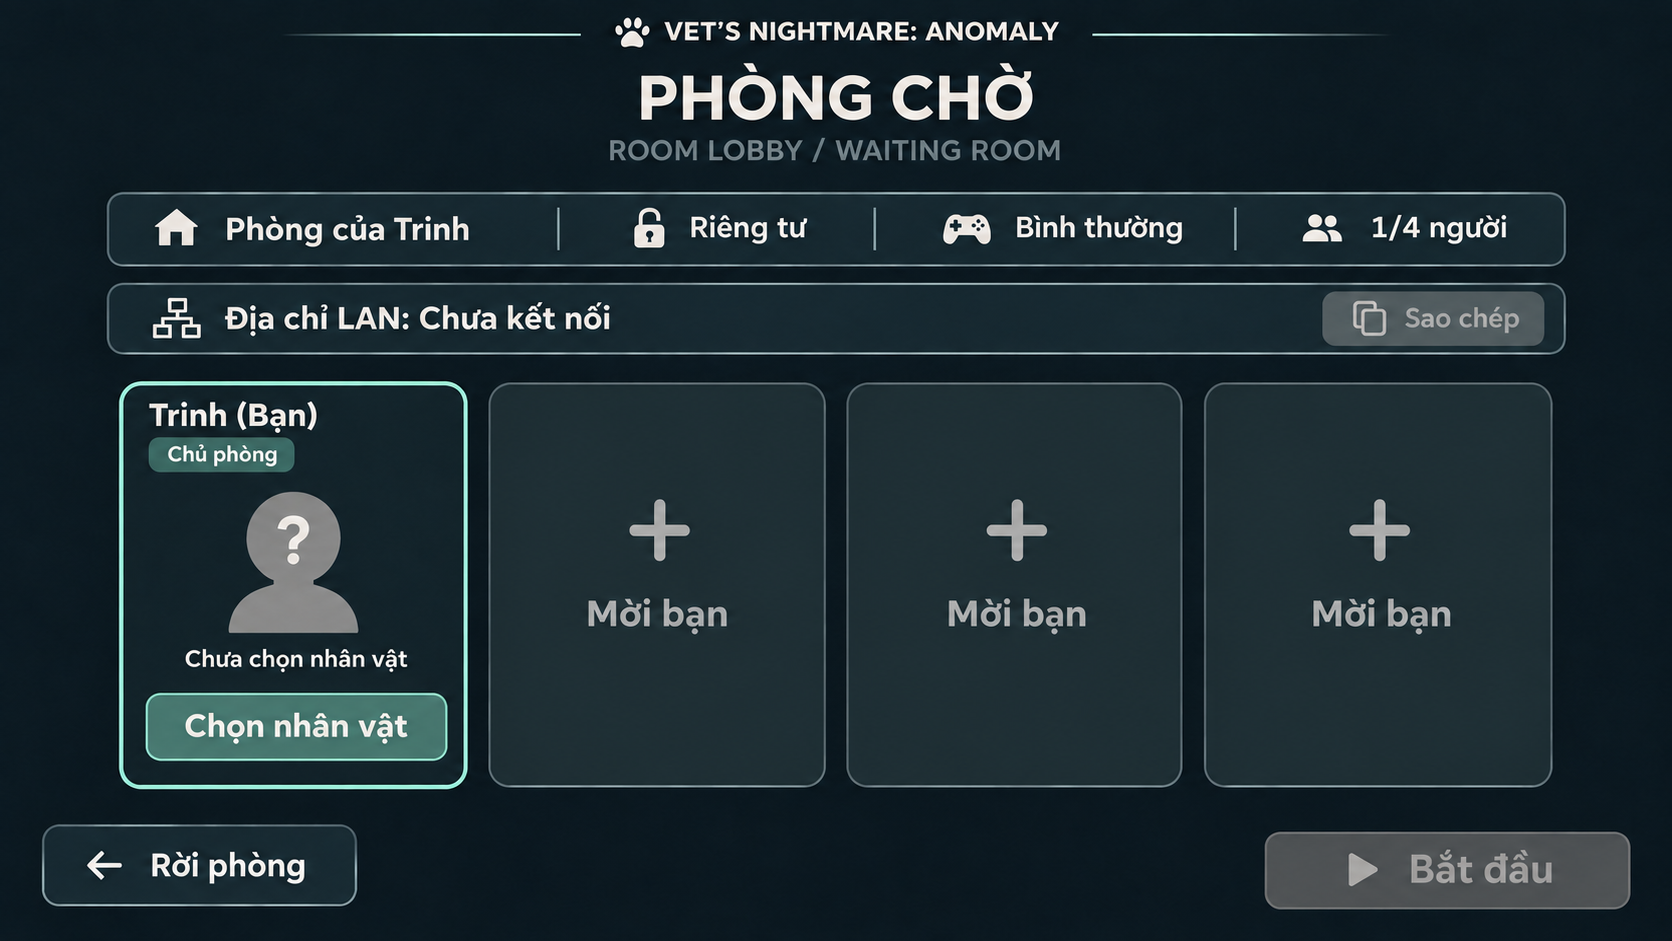 VET'S NIGHTMARE: ANOMALY
PHÒNG CHỜ
ROOM LOBBY / WAITING ROOM
Phòng của Trinh
Riêng tư
Bình thường
1/4 người
Địa chỉ LAN: Chưa kết nối
Sao chép
Trinh (Bạn)
Chủ phòng
?
Chưa chọn nhân vật
Chọn nhân vật
Mời bạn
Mời bạn
Mời bạn
Rời phòng
Bắt đầu